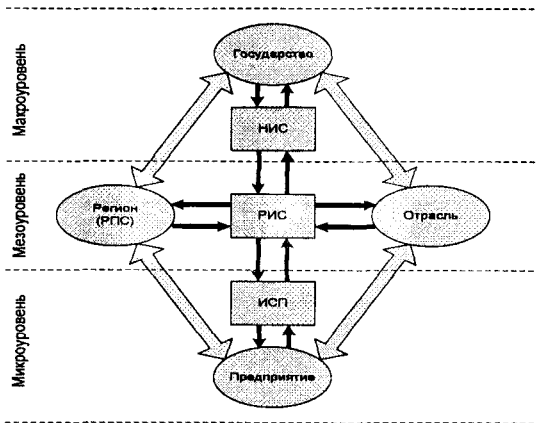 Макроуровень
Государство
НИС
Мезоуровень
Регион
(РПС)
РИС
Отрасль
Микроуровень
ИСП
Предприятие